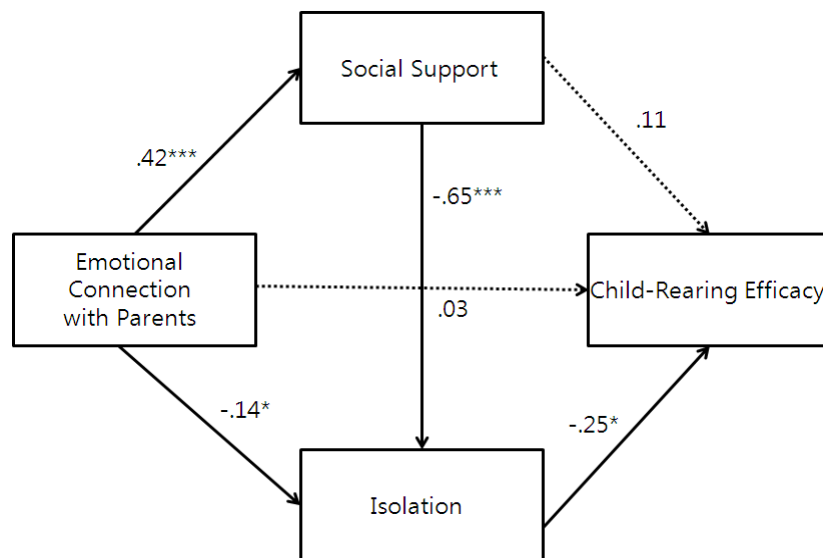 Social Support
.11
.42***
-.65***
Emotional
Connection
with Parents
Child-Rearing Efficacy
.03
-.14*
-.25*
Isolation